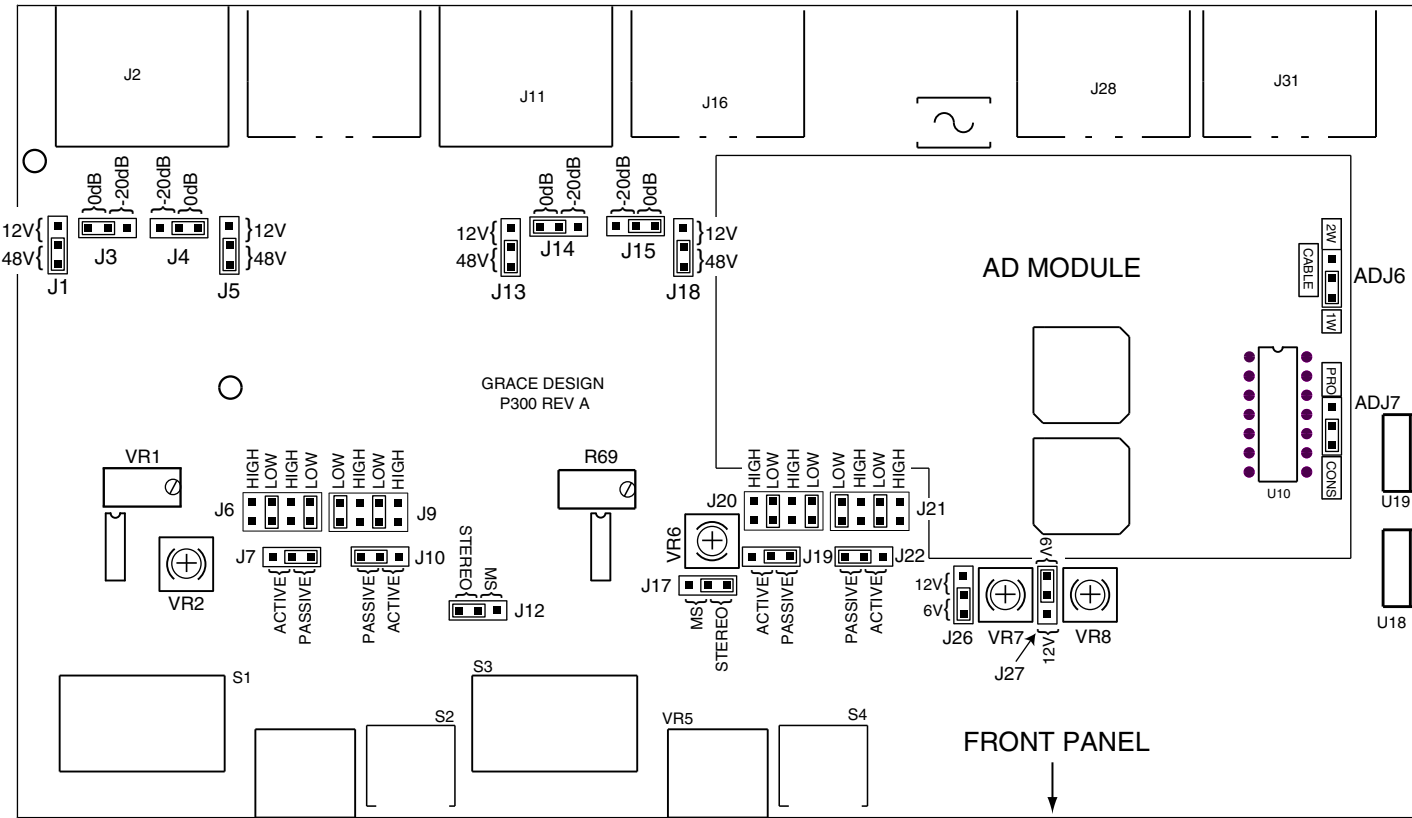 J2
J11
J16
J28
J31
0dB
-20dB
-20dB
0dB
0dB
-20dB
-20dB
0dB
12V
48V
J1
J3
J4
12V
48V
J5
12V
48V
J13
J14
J15
12V
48V
J18
AD MODULE
2W
CABLE
ADJ6
1W
GRACE DESIGN
P300 REV A
PRO
ADJ7
CONS
U10
U19
U18
VR1
HIGH
LOW
HIGH
LOW
LOW
HIGH
LOW
HIGH
J6
J9
R69
HIGH
LOW
HIGH
LOW
LOW
HIGH
LOW
HIGH
J20
J21
VR6
VR2
J7
J10
ACTIVE
PASSIVE
PASSIVE
ACTIVE
STEREO
MS
J12
J17
MS
STEREO
J19
J22
ACTIVE
PASSIVE
PASSIVE
ACTIVE
12V
6V
J26
VR7
6V
12V
J27
VR8
S1
S2
S3
VR5
S4
FRONT PANEL